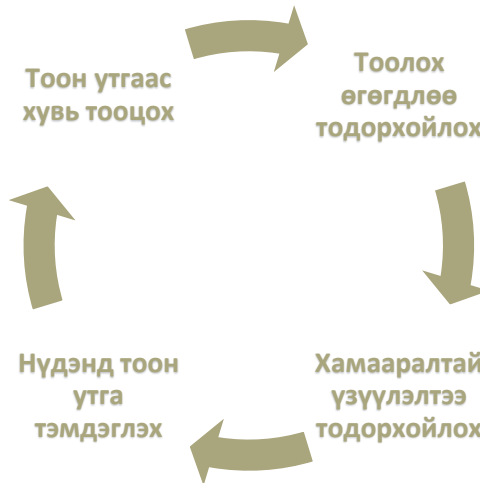 Тоон утгаас
хувь тооцох
Тоолох
өгөгдлөө
тодорхойлох
Хамааралтай
үзүүлэлтээ
тодорхойлох
Нүдэнд тоон
утга
тэмдэглэх